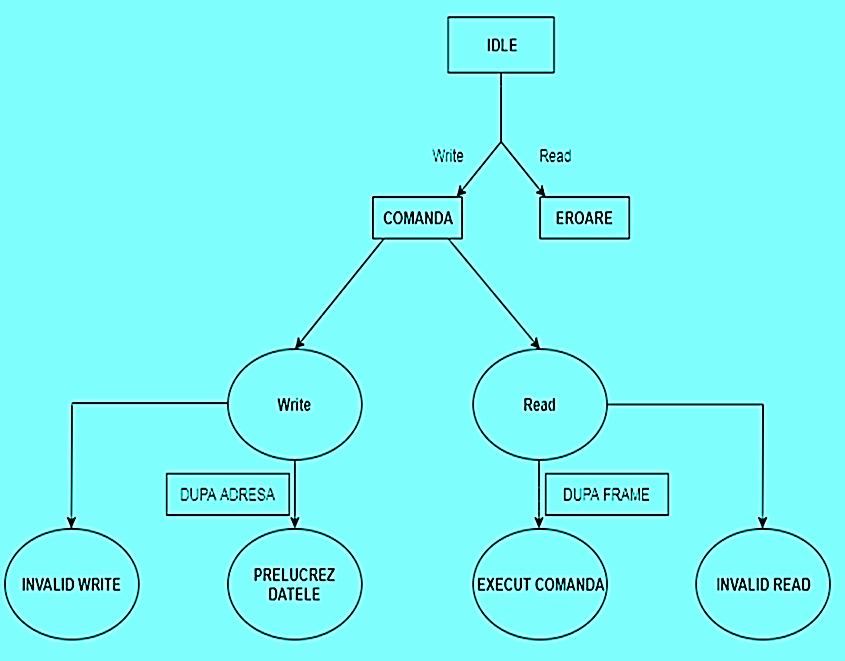 IDLE
Write
Read
COMANDA
EROARE
Write
Read
DUPA ADRESA
DUPA FRAME
INVALID WRITE
PRELUCREZ
DATELE
EXECUT COMANDA
INVALID READ